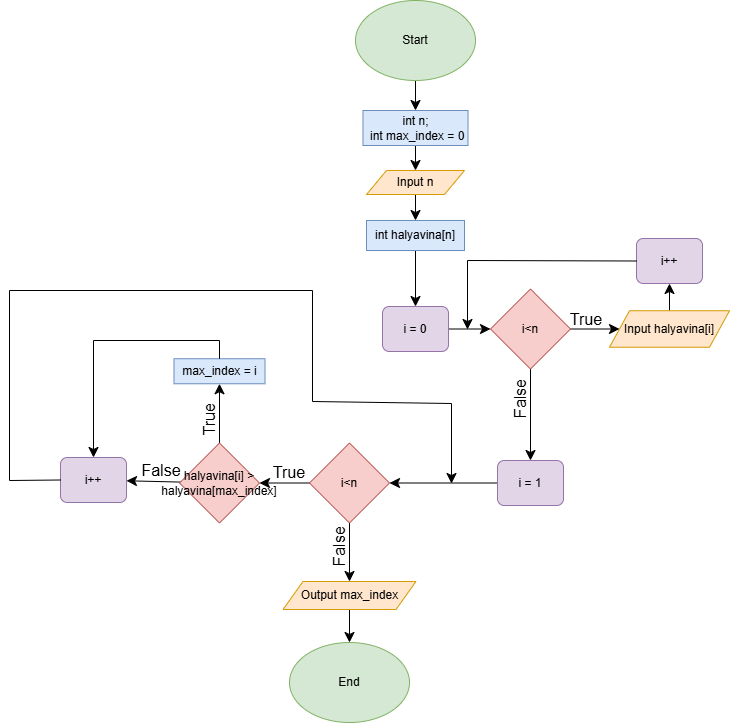 Start
int n;
int max_index = 0
Input n
int halyavina[n]
i++
i = 0
i<n
True
Input halyavina[i]
False
max_index = i
True
i++
False
halyavina[i] >
halyavina[max_index]
True
i<n
i = 1
False
Output max_index
End